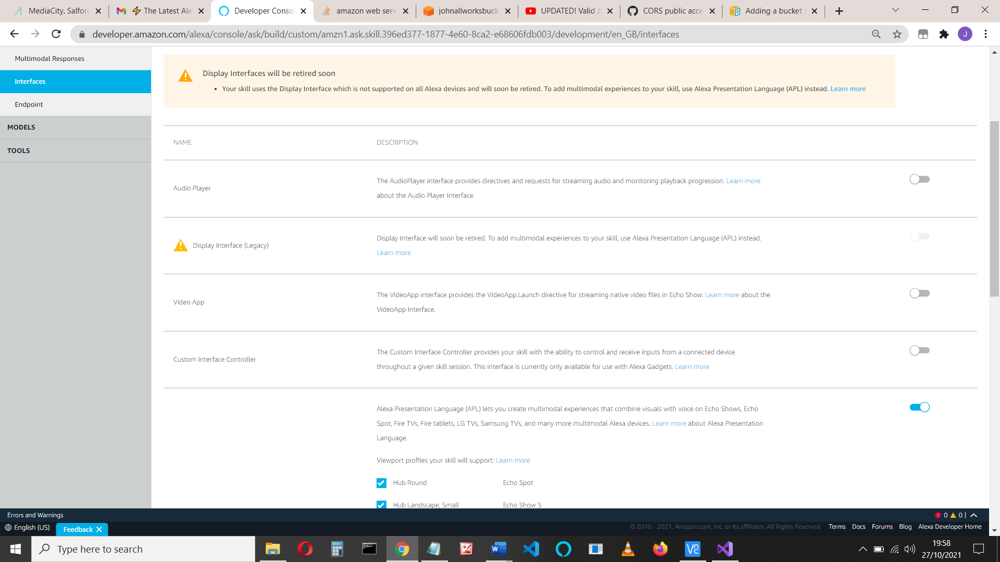 MediaCity, Salford
The Latest Ale
Developer Conso
amazon web serv
johnallworksbuck
UPDATED! Valid JS
CORS public acce
Adding a bucket p
developer.amazon.com/alexa/console/ask/build/custom/amzn1.ask.skill.396ed377-1877-4e60-8ca2-e68606fdb003/development/en_GB/interfaces
J
Multimodal Responses
Interfaces
Endpoint
MODELS
TOOLS
Display Interfaces will be retired soon
• Your skill uses the Display Interface which is not supported on all Alexa devices and will soon be retired. To add multimodal experiences to your skill, use Alexa Presentation Language (APL) instead. Learn more
NAME DESCRIPTION
Audio Player
The AudioPlayer interface provides directives and requests for streaming audio and monitoring playback progression. Learn more
about the Audio Player Interface.
Display Interface (Legacy)
Display Interface will soon be retired. To add multimodal experiences to your skill, use Alexa Presentation Language (APL) instead.
Learn more
Video App
The VideoApp interface provides the VideoApp.Launch directive for streaming native video files in Echo Show. Learn more about the
VideoApp Interface.
Custom Interface Controller
The Custom Interface Controller provides your skill with the ability to control and receive inputs from a connected device
throughout a given skill session. This interface is currently only available for use with Alexa Gadgets. Learn more
Alexa Presentation Language (APL) lets you create multimodal experiences that combine visuals with voice on Echo Shows, Echo
Spot, Fire TVs, Fire tablets, LG TVs, Samsung TVs, and many more multimodal Alexa devices. Learn more about Alexa Presentation
Language.
Viewport profiles your skill will support: Learn more
Hub Round Echo Spot
Hub Landscape, Small Echo Show 5
Errors and Warnings
0 0 |
English (US)
Feedback
© 2010 - 2021, Amazon.com, Inc. or its affiliates. All Rights Reserved. Terms Docs Forums Blog Alexa Developer Home
Type here to search
19:58
27/10/2021